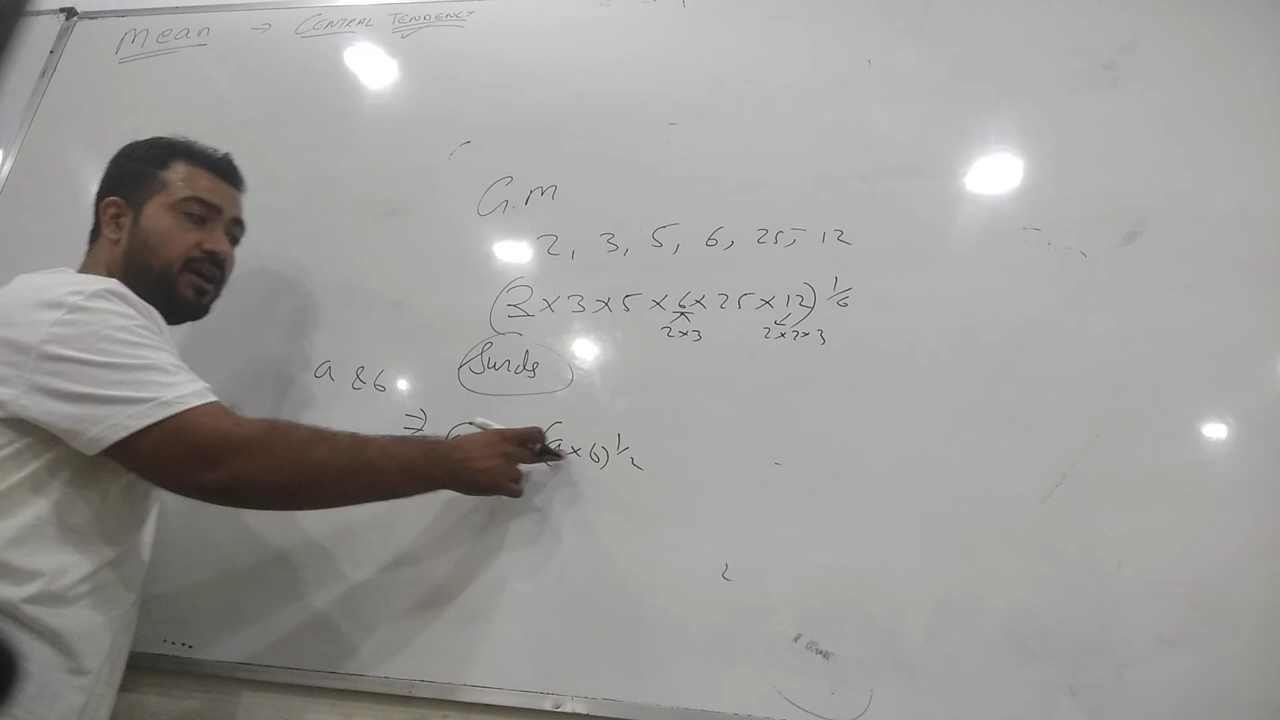 Mean → CENTRAL TENDENCY
G.M
2, 3, 5, 6, 25, 12
(2×3×5×6×25×12)^1/6
2×3 2×2×3
Surds
a & b
⇒ (a×b)^1/2